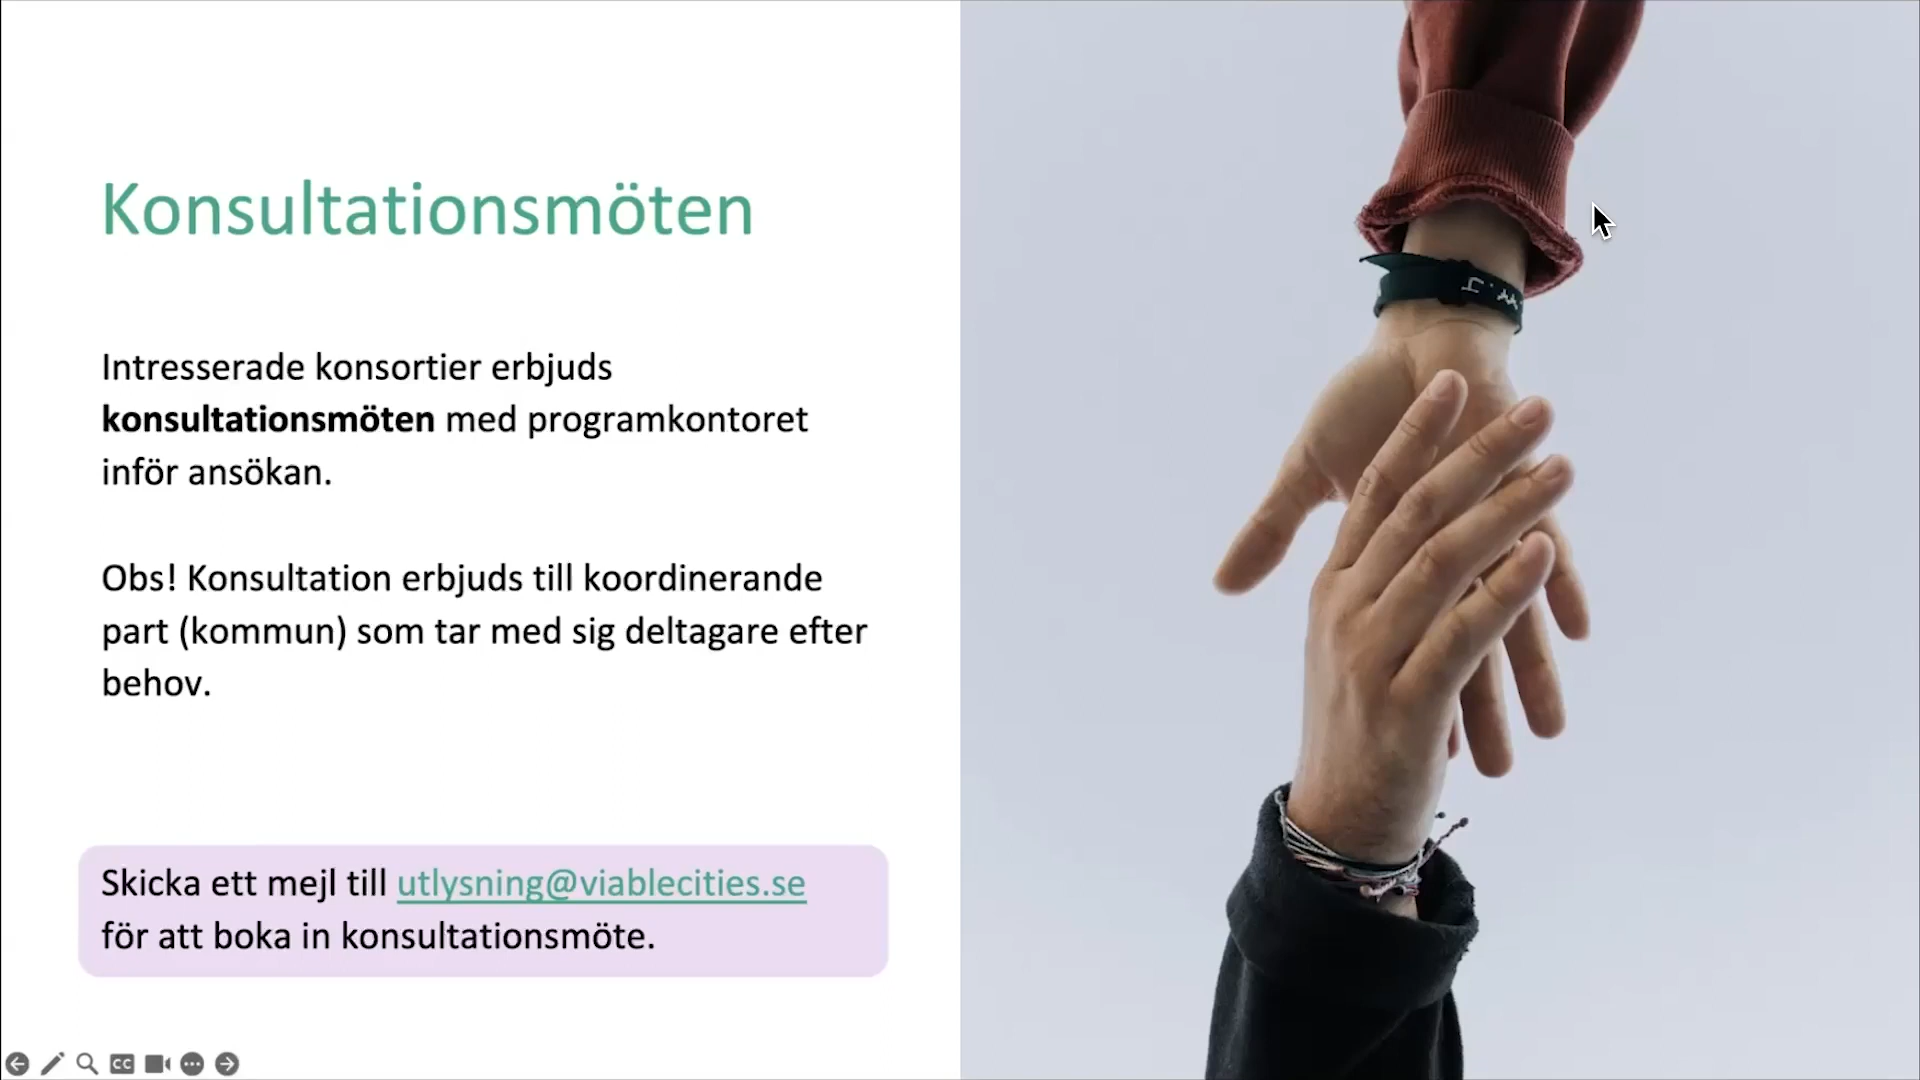 Konsultationsmöten
Intresserade konsortier erbjuds
konsultationsmöten med programkontoret
inför ansökan.
Obs! Konsultation erbjuds till koordinerande
part (kommun) som tar med sig deltagare efter
behov.
Skicka ett mejl till utlysning@viablecities.se
för att boka in konsultationsmöte.
CC